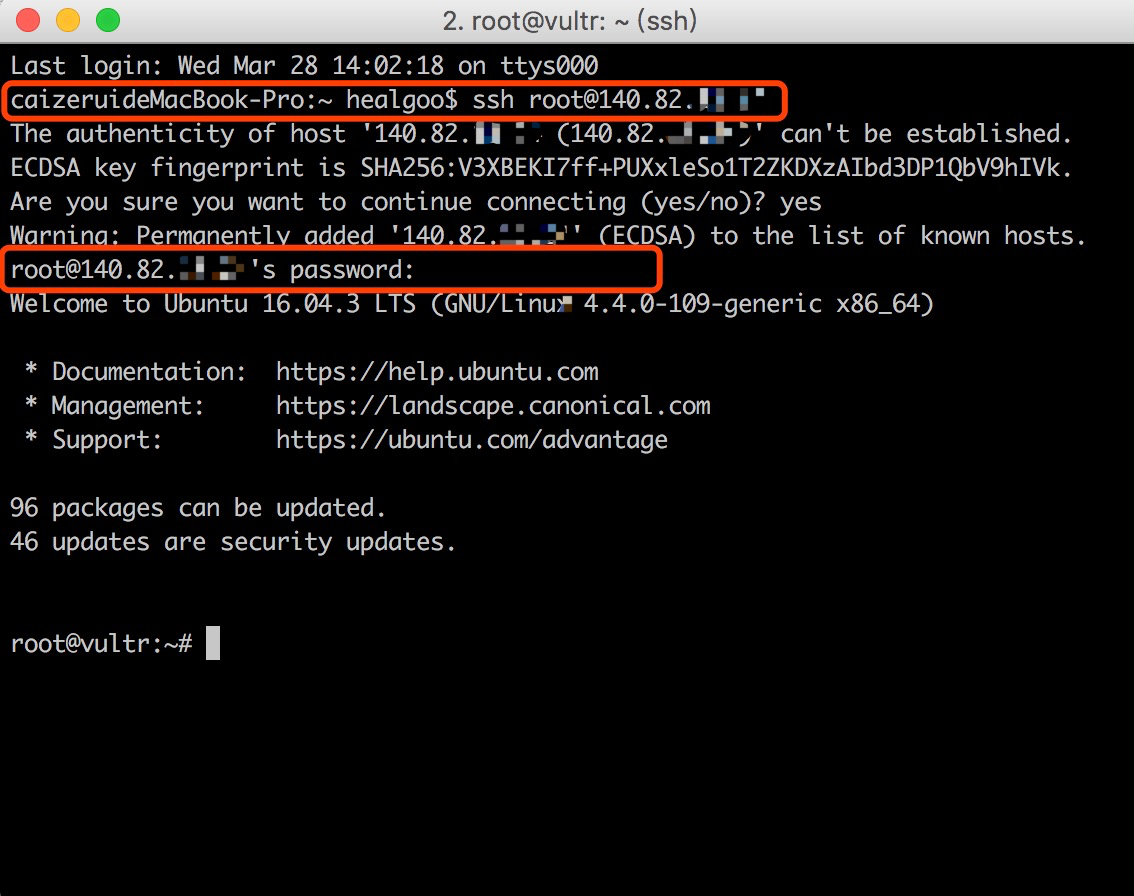 2. root@vultr: ~ (ssh)
Last login: Wed Mar 28 14:02:18 on ttys000
caizeruideMacBook-Pro:~ healgoo$ ssh root@140.82.
The authenticity of host '140.82. (140.82. )' can't be established.
ECDSA key fingerprint is SHA256:V3XBEKI7ff+PUXxleSo1T2ZKDXzAIbd3DP1QbV9hIVk.
Are you sure you want to continue connecting (yes/no)? yes
Warning: Permanently added '140.82. ' (ECDSA) to the list of known hosts.
root@140.82. 's password:
Welcome to Ubuntu 16.04.3 LTS (GNU/Linux 4.4.0-109-generic x86_64)
* Documentation: https://help.ubuntu.com
* Management: https://landscape.canonical.com
* Support: https://ubuntu.com/advantage
96 packages can be updated.
46 updates are security updates.
root@vultr:~#